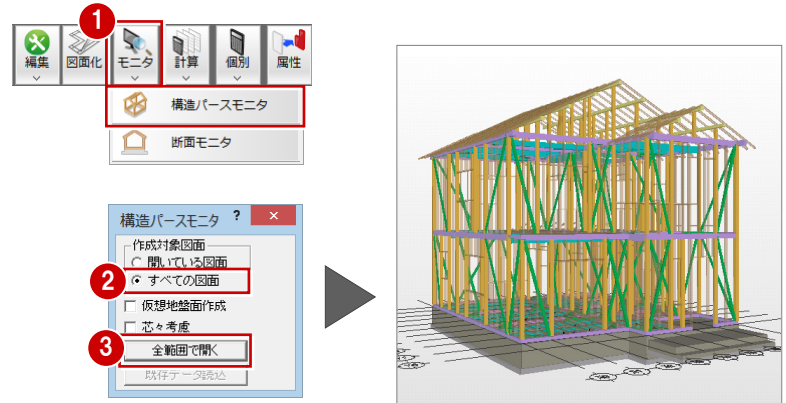 1
編集 図面化 モニタ 計算 個別 属性
構造パースモニタ
断面モニタ
構造パースモニタ ? ×
作成対象図面
開いている図面
2 すべての図面
仮想地盤面作成
芯々考慮
3 全範囲で開く
既存データ読込